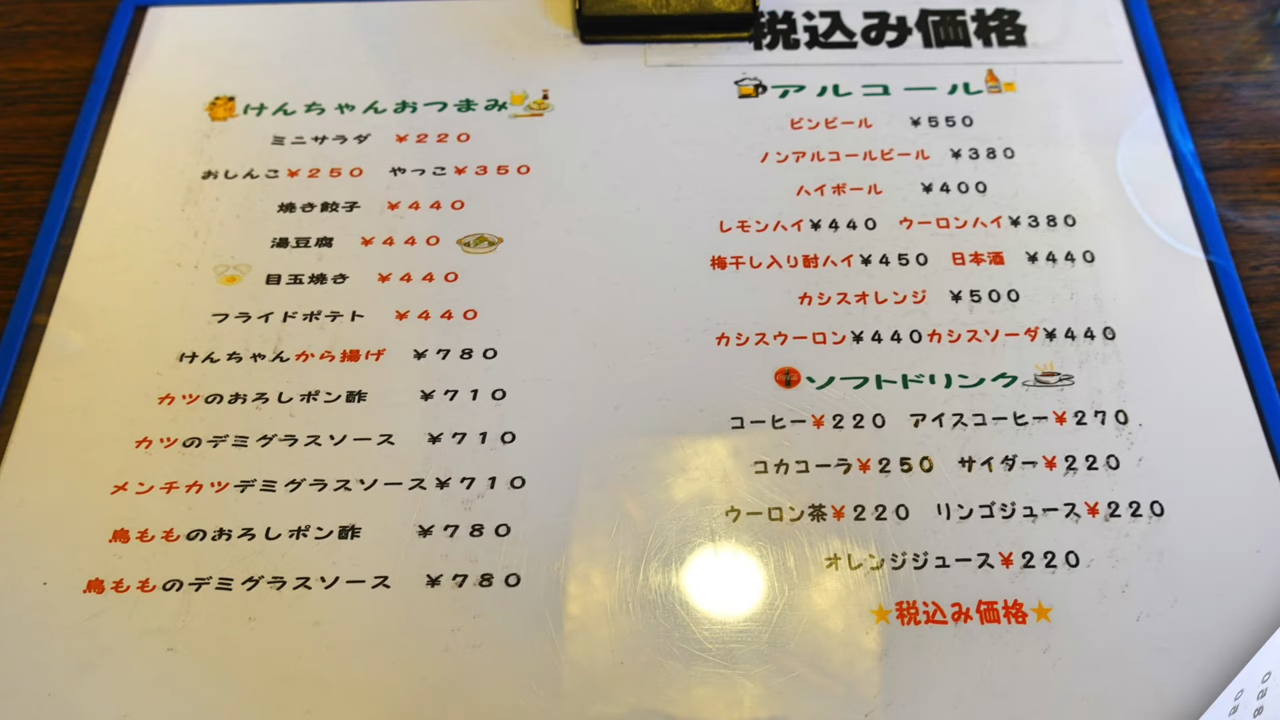 税込み価格
けんちゃんおつまみ
ミニサラダ ¥220
おしんこ¥250 やっこ¥350
焼き餃子 ¥440
湯豆腐 ¥440
目玉焼き ¥440
フライドポテト ¥440
けんちゃんから揚げ ¥780
カツのおろしポン酢 ¥710
カツのデミグラスソース ¥710
メンチカツデミグラスソース¥710
鳥もものおろしポン酢 ¥780
鳥もものデミグラスソース ¥780
アルコール
ビンビール ¥550
ノンアルコールビール ¥380
ハイボール ¥400
レモンハイ¥440 ウーロンハイ¥380
梅干し入り酎ハイ¥450 日本酒 ¥440
カシスオレンジ ¥500
カシスウーロン¥440カシスソーダ¥440
ソフトドリンク
コーヒー¥220 アイスコーヒー¥270
コカコーラ¥250 サイダー¥220
ウーロン茶¥220 リンゴジュース¥220
オレンジジュース¥220
★税込み価格★